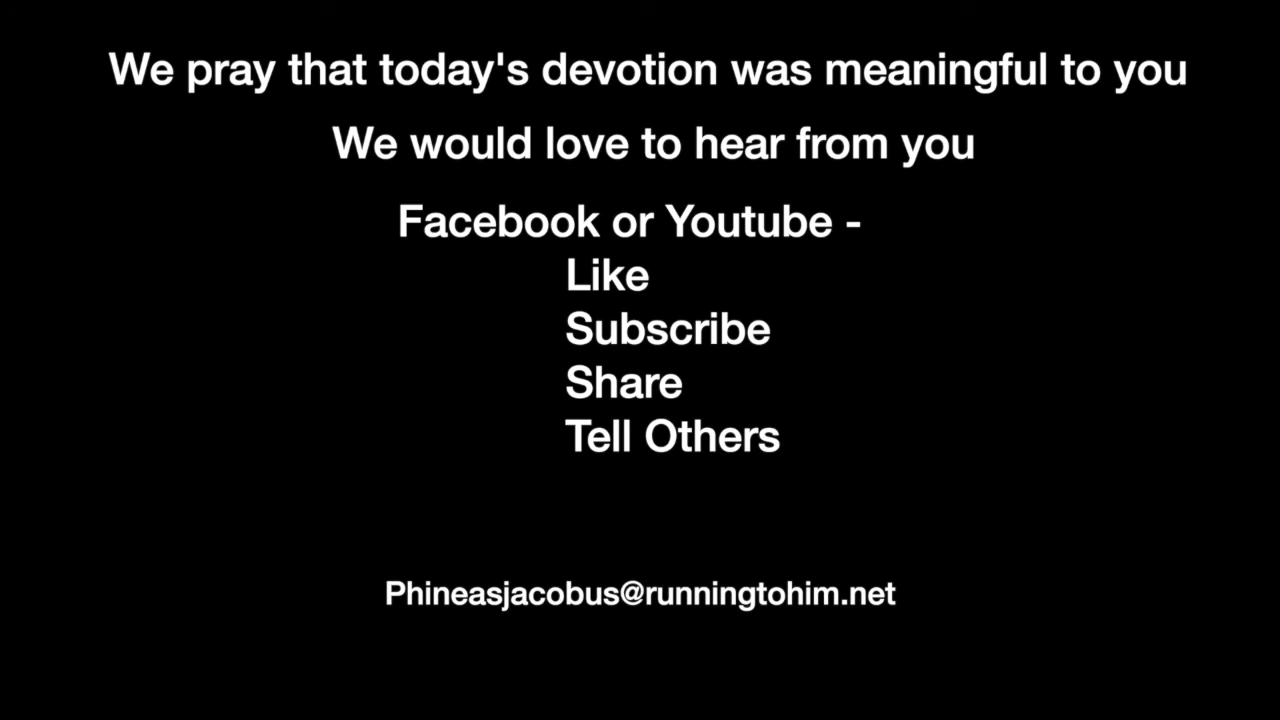 We pray that today's devotion was meaningful to you
We would love to hear from you
Facebook or Youtube -
Like
Subscribe
Share
Tell Others
Phineasjacobus@runningtohim.net